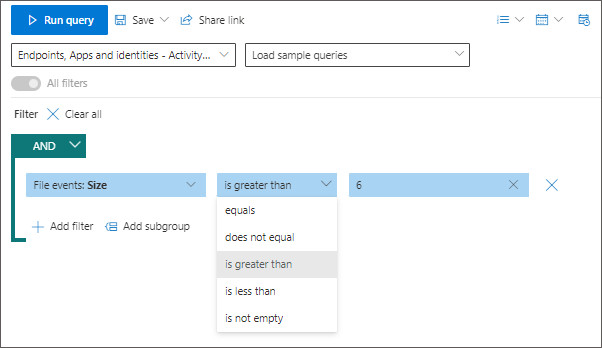 Run query Save Share link
Endpoints, Apps and identities - Activity... Load sample queries
All filters
Filter Clear all
AND
File events: Size is greater than 6
equals
Add filter Add subgroup does not equal
is greater than
is less than
is not empty